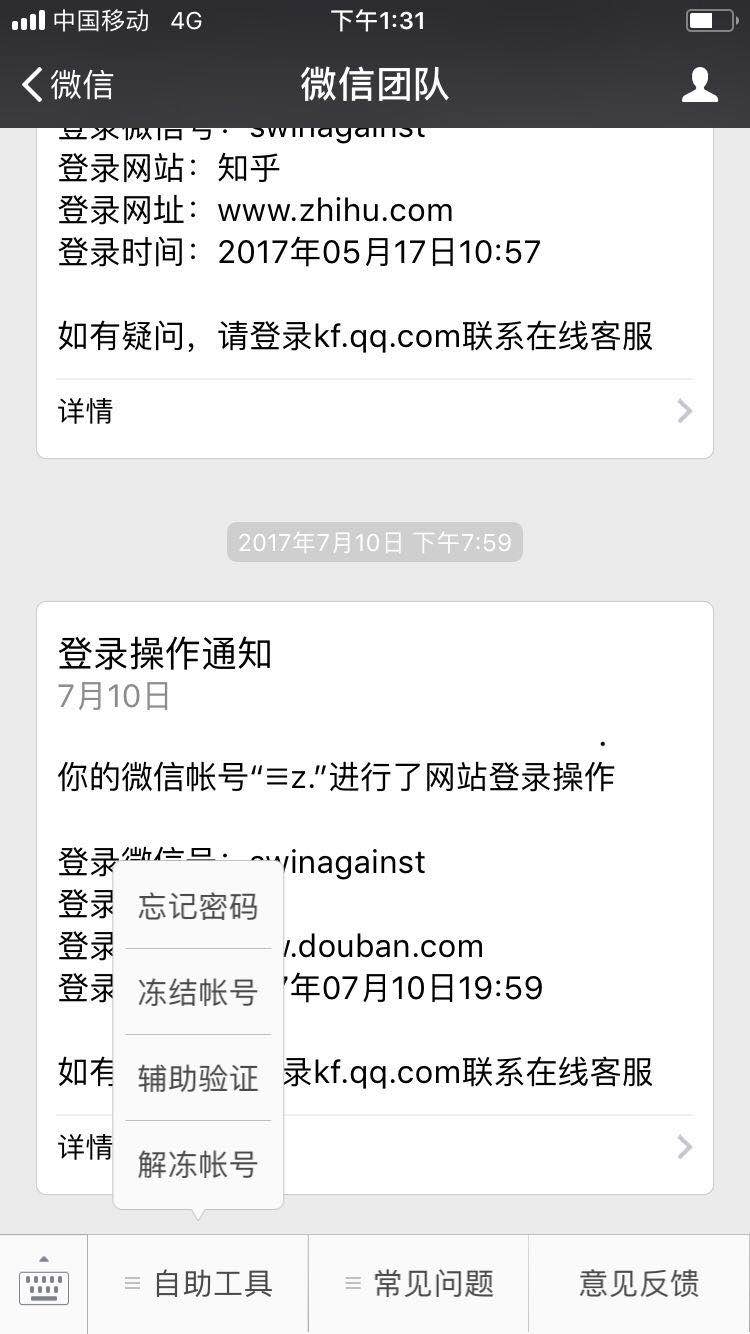 中国移动 4G 下午1:31
微信 微信团队
登录微信号：swinagainst
登录网站：知乎
登录网址：www.zhihu.com
登录时间：2017年05月17日10:57
如有疑问，请登录kf.qq.com联系在线客服
详情
2017年7月10日 下午7:59
登录操作通知
7月10日
你的微信帐号“≡z.”进行了网站登录操作
登录微信号：swinagainst
登录
登录 .douban.com
登录 年07月10日19:59
如有 录kf.qq.com联系在线客服
详情
忘记密码
冻结帐号
辅助验证
解冻帐号
自助工具 常见问题 意见反馈